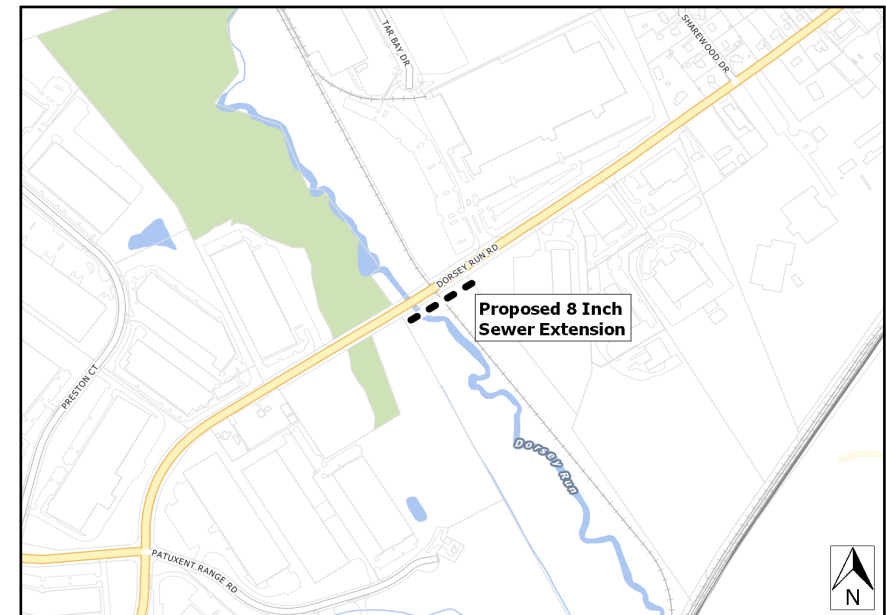 TAR BAY DR
SHAREWOOD DR
DORSEY RUN RD
Proposed 8 Inch
Sewer Extension
PRESTON CT
Dorsey Run
PATUXENT RANGE RD
N